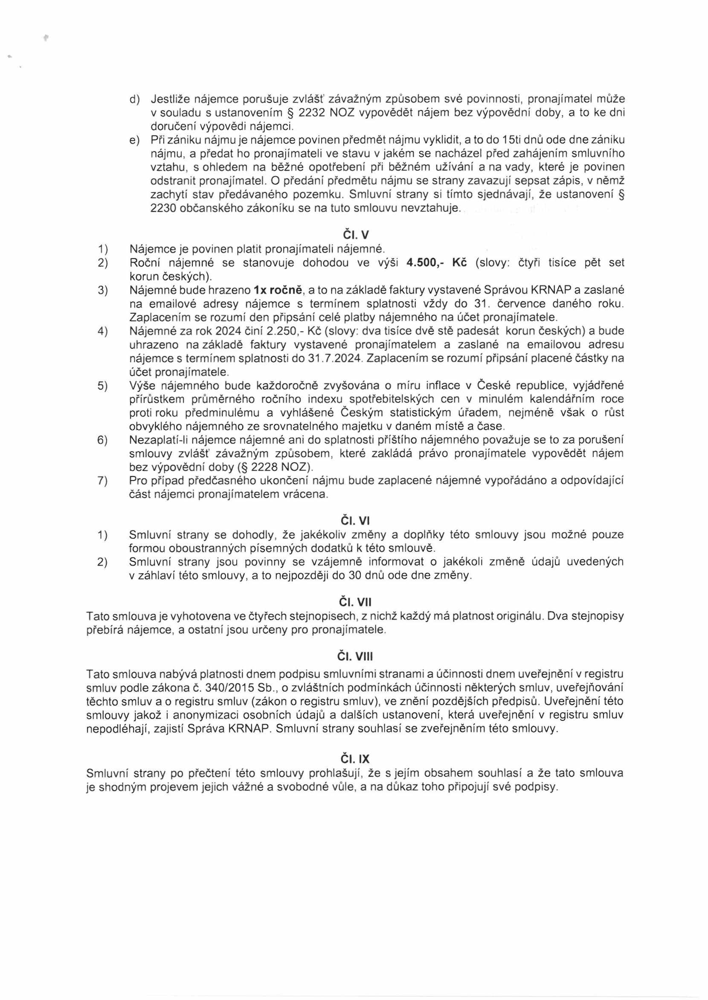 d) Jestliže nájemce porušuje zvlášť závažným způsobem své povinnosti, pronajímatel může
v souladu s ustanovením § 2232 NOZ vypovědět nájem bez výpovědní doby, a to ke dni
doručení výpovědi nájemci.
e) Při zániku nájmu je nájemce povinen předmět nájmu vyklidit, a to do 15ti dnů ode dne zániku
nájmu, a předat ho pronajímateli ve stavu v jakém se nacházel před zahájením smluvního
vztahu, s ohledem na běžné opotřebení při běžném užívání a na vady, které je povinen
odstranit pronajímatel. O předání předmětu nájmu se strany zavazují sepsat zápis, v němž
zachytí stav předávaného pozemku. Smluvní strany si tímto sjednávají, že ustanovení §
2230 občanského zákoníku se na tuto smlouvu nevztahuje.
Čl. V
1) Nájemce je povinen platit pronajímateli nájemné.
2) Roční nájemné se stanovuje dohodou ve výši 4.500,- Kč (slovy: čtyři tisíce pět set
korun českých).
3) Nájemné bude hrazeno 1x ročně, a to na základě faktury vystavené Správou KRNAP a zaslané
na emailové adresy nájemce s termínem splatnosti vždy do 31. července daného roku.
Zaplacením se rozumí den připsání celé platby nájemného na účet pronajímatele.
4) Nájemné za rok 2024 činí 2.250,- Kč (slovy: dva tisíce dvě stě padesát korun českých) a bude
uhrazeno na základě faktury vystavené pronajímatelem a zaslané na emailovou adresu
nájemce s termínem splatnosti do 31.7.2024. Zaplacením se rozumí připsání placené částky na
účet pronajímatele.
5) Výše nájemného bude každoročně zvyšována o míru inflace v České republice, vyjádřené
přírůstkem průměrného ročního indexu spotřebitelských cen v minulém kalendářním roce
proti roku předminulému a vyhlášené Českým statistickým úřadem, nejméně však o růst
obvyklého nájemného ze srovnatelného majetku v daném místě a čase.
6) Nezaplatí-li nájemce nájemné ani do splatnosti příštího nájemného považuje se to za porušení
smlouvy zvlášť závažným způsobem, které zakládá právo pronajímatele vypovědět nájem
bez výpovědní doby (§ 2228 NOZ).
7) Pro případ předčasného ukončení nájmu bude zaplacené nájemné vypořádáno a odpovídající
část nájemci pronajímatelem vrácena.
Čl. VI
1) Smluvní strany se dohodly, že jakékoliv změny a doplňky této smlouvy jsou možné pouze
formou oboustranných písemných dodatků k této smlouvě.
2) Smluvní strany jsou povinny se vzájemně informovat o jakékoli změně údajů uvedených
v záhlaví této smlouvy, a to nejpozději do 30 dnů ode dne změny.
Čl. VII
Tato smlouva je vyhotovena ve čtyřech stejnopisech, z nichž každý má platnost originálu. Dva stejnopisy
přebírá nájemce, a ostatní jsou určeny pro pronajímatele.
Čl. VIII
Tato smlouva nabývá platnosti dnem podpisu smluvními stranami a účinnosti dnem uveřejnění v registru
smluv podle zákona č. 340/2015 Sb., o zvláštních podmínkách účinnosti některých smluv, uveřejňování
těchto smluv a o registru smluv (zákon o registru smluv), ve znění pozdějších předpisů. Uveřejnění této
smlouvy jakož i anonymizaci osobních údajů a dalších ustanovení, která uveřejnění v registru smluv
nepodléhají, zajistí Správa KRNAP. Smluvní strany souhlasí se zveřejněním této smlouvy.
Čl. IX
Smluvní strany po přečtení této smlouvy prohlašují, že s jejím obsahem souhlasí a že tato smlouva
je shodným projevem jejich vážné a svobodné vůle, a na důkaz toho připojují své podpisy.